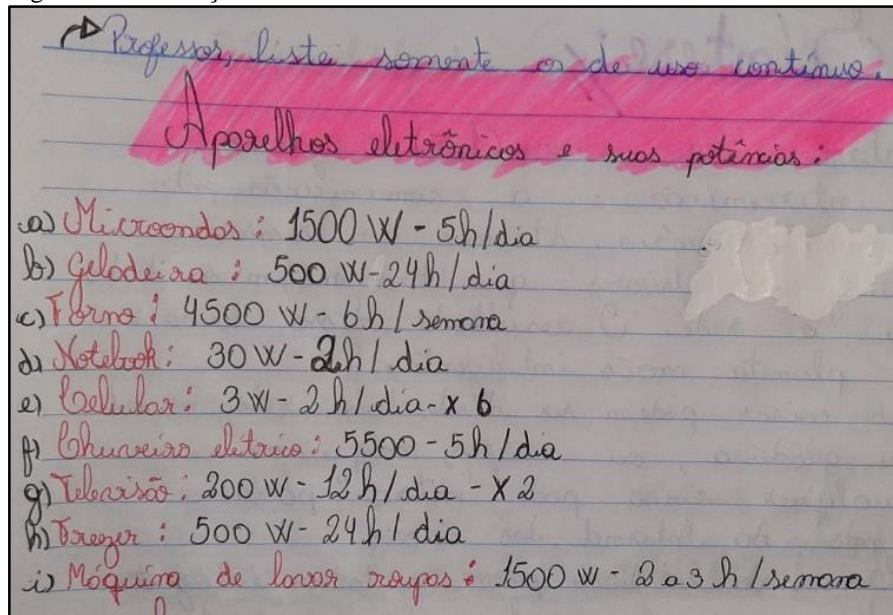 Professor, listei somente os de uso contínuo.
Aparelhos eletrônicos e suas potências:
a) Microondas: 1500 W - 5h/dia
b) Geladeira: 500 W - 24h/dia
c) Forno: 4500 W - 6h/semana
d) Notebook: 30 W - 2h/dia
e) Celular: 3 W - 2h/dia - x 6
f) Chuveiro elétrico: 5500 - 5h/dia
g) Televisão: 200 W - 12h/dia - X 2
h) Freezer: 500 W - 24h/dia
i) Máquina de lavar roupas: 1500 W - 2 a 3 h/semana